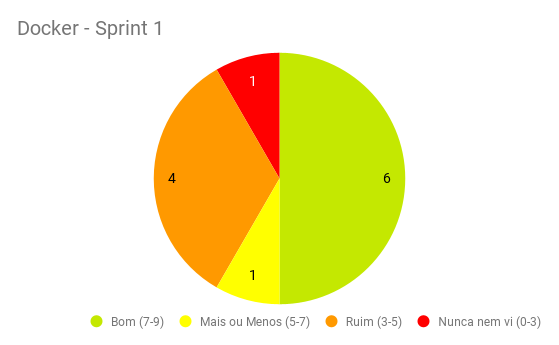 Docker - Sprint 1
1
4
6
1
Bom (7-9) Mais ou Menos (5-7) Ruim (3-5) Nunca nem vi (0-3)